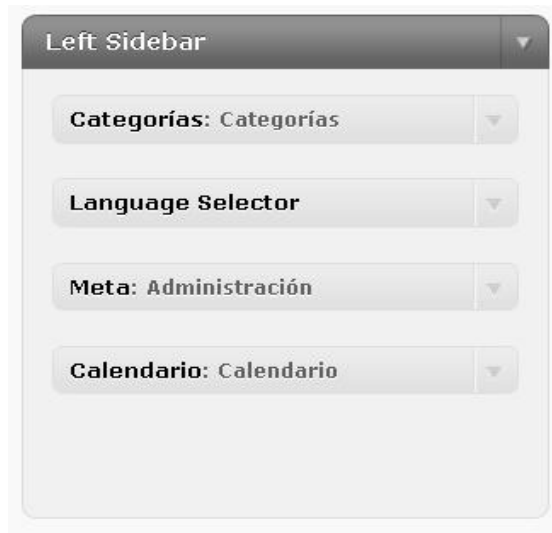 Left Sidebar
Categorías: Categorías
Language Selector
Meta: Administración
Calendario: Calendario